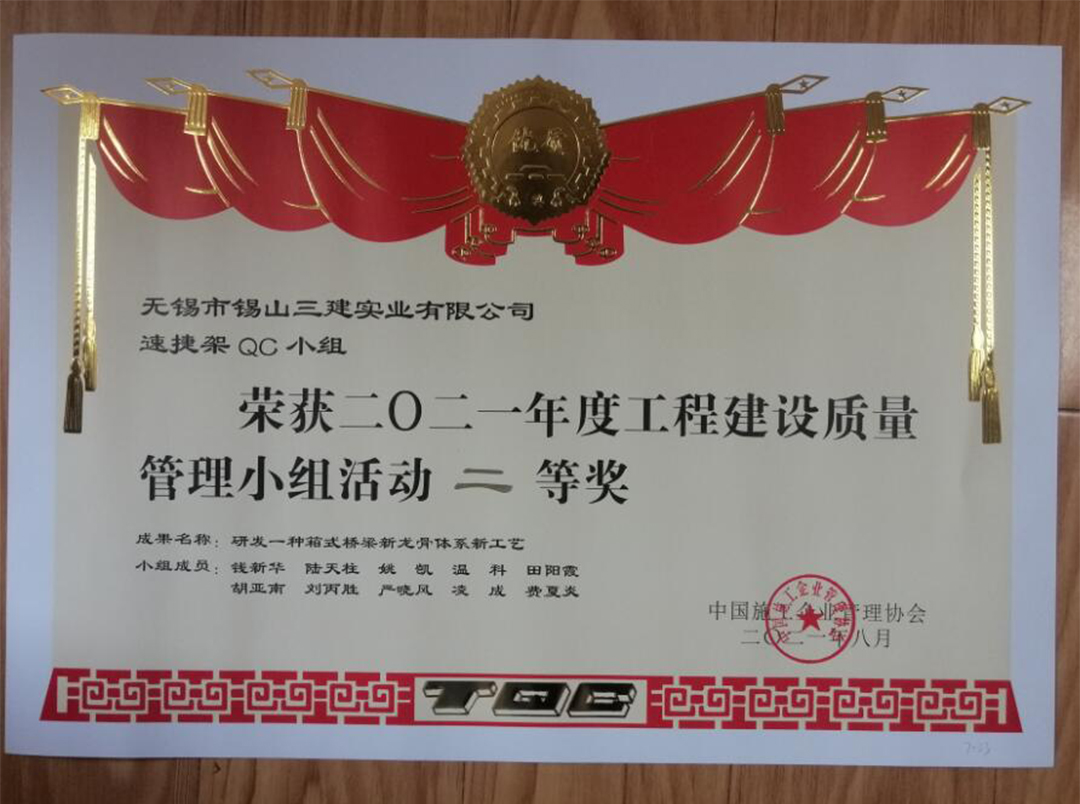 无锡市锡山三建实业有限公司
速捷架 QC 小组
荣获二〇二一年度工程建设质量
管理小组活动 二 等奖
成果名称：研发一种箱式桥梁新龙骨体系新工艺
小组成员：钱新华 陆天柱 姚凯 温科 田阳霞
胡亚南 刘丙胜 严晓风 凌成 费夏炎
中国施工企业管理协会
二〇二一年八月
TQC